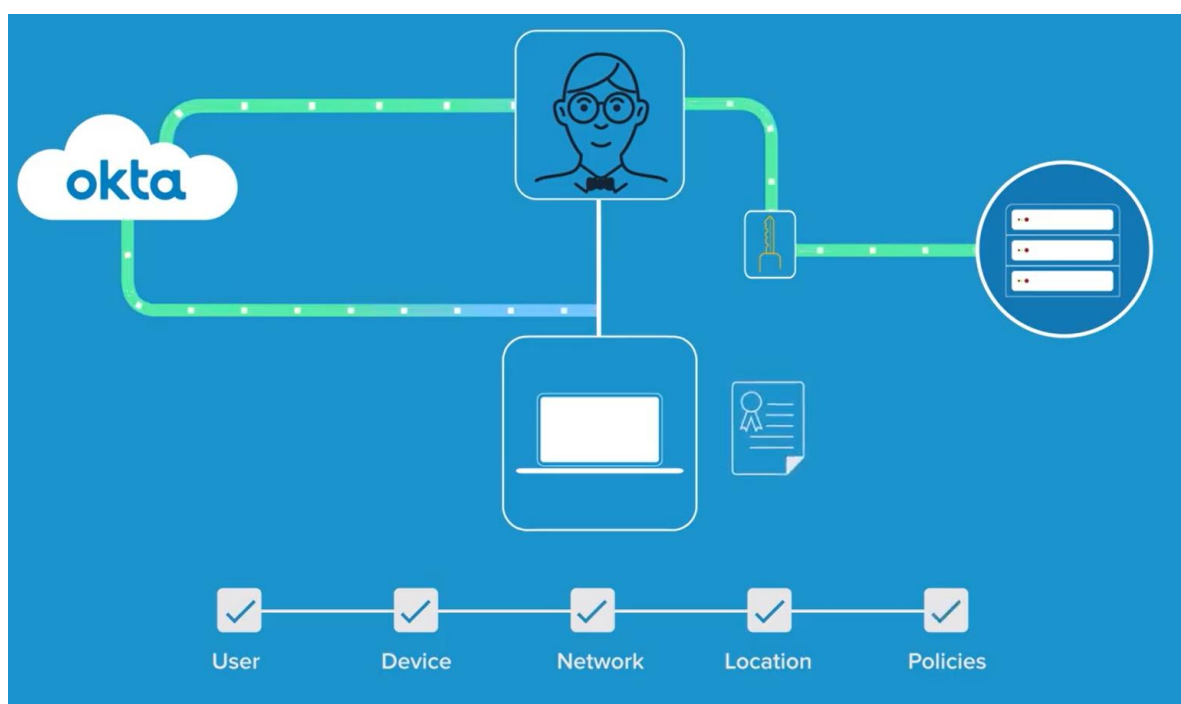 okta
User
Device
Network
Location
Policies